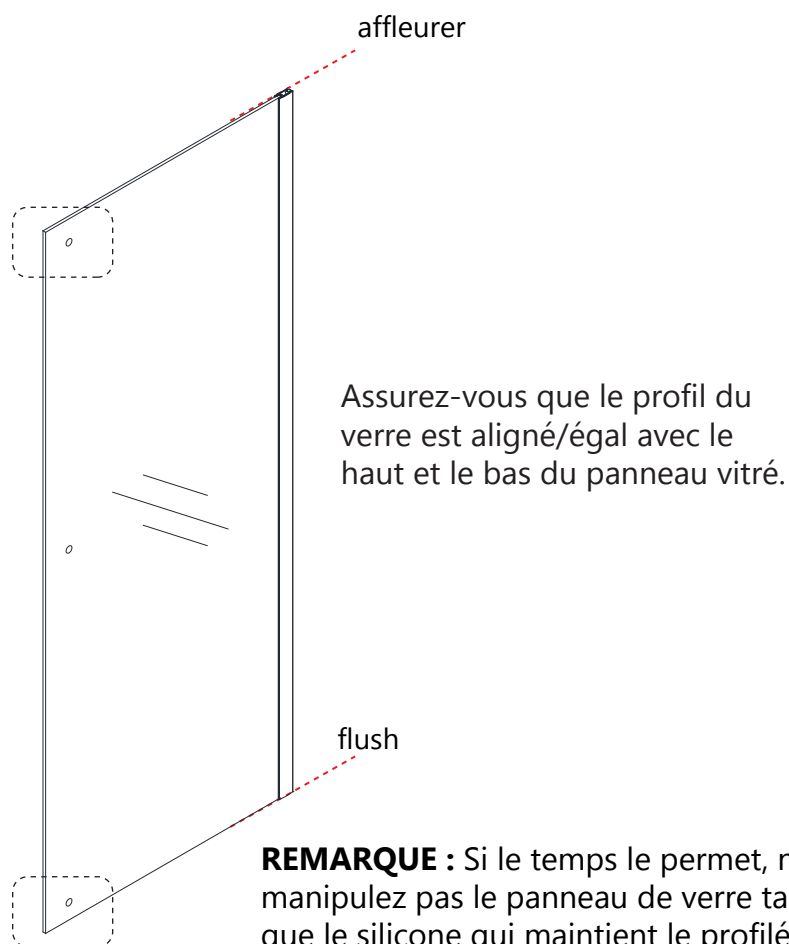 affleurer
Assurez-vous que le profil du
verre est aligné/égal avec le
haut et le bas du panneau vitré.
flush
REMARQUE : Si le temps le permet,
manipulez pas le panneau de verre
que le silicone qui maintient le profilé